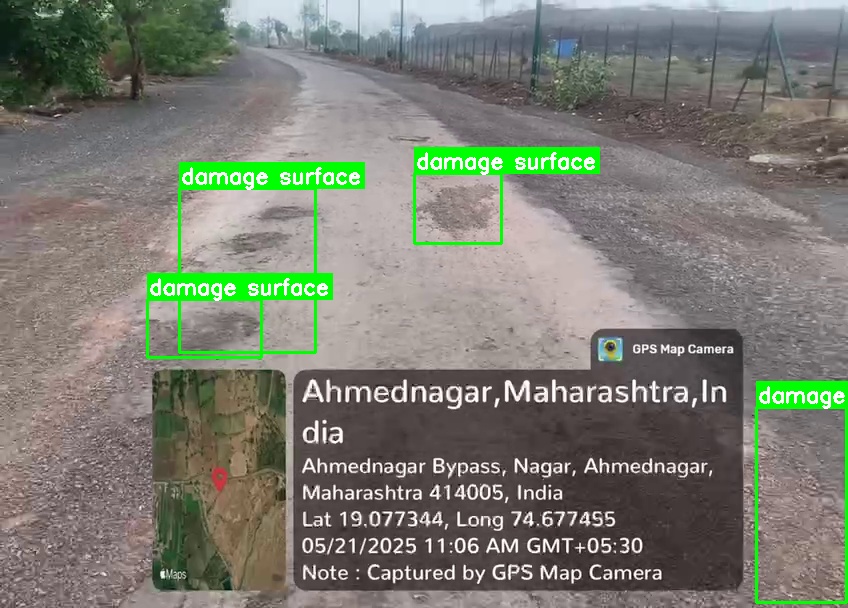 damage surface
damage surface
damage surface
GPS Map Camera
damage
Ahmednagar,Maharashtra,In
dia
Ahmednagar Bypass, Nagar, Ahmednagar,
Maharashtra 414005, India
Lat 19.077344, Long 74.677455
05/21/2025 11:06 AM GMT+05:30
Note : Captured by GPS Map Camera
Maps